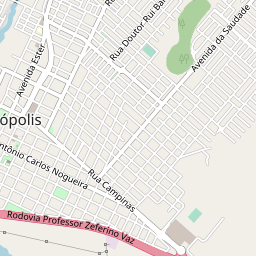 Rua Doutor Rui Ba
Avenida Ester
Avenida da Saudade
ópolis
ntônio Carlos Nogueira
Rua Campinas
Rodovia Professor Zeferino Vaz